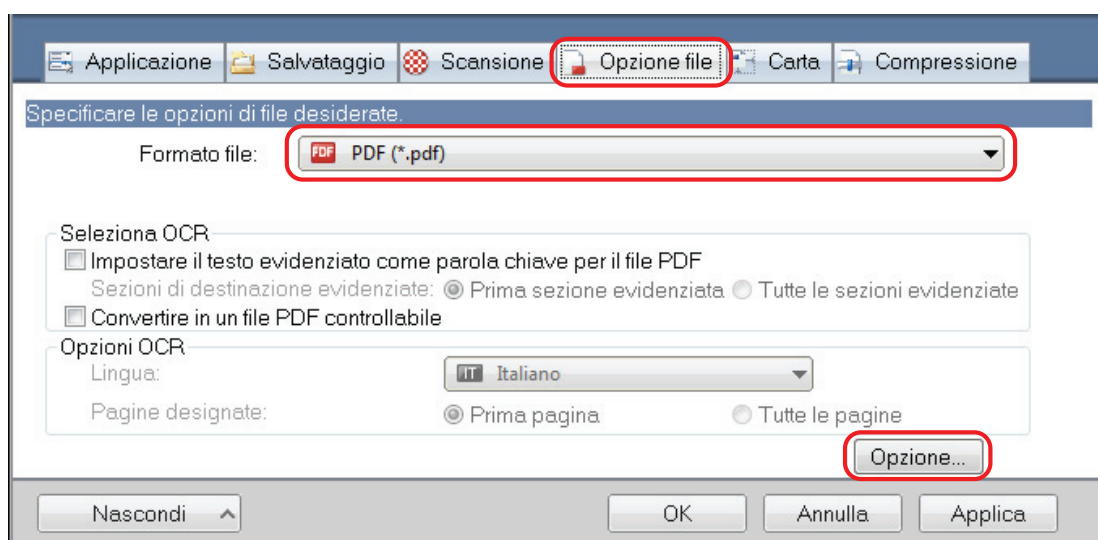 Applicazione Salvataggio Scansione Opzione file Carta Compressione
Specificare le opzioni di file desiderate.
Formato file: PDF PDF (*.pdf)
Seleziona OCR
Impostare il testo evidenziato come parola chiave per il file PDF
Sezioni di destinazione evidenziate: Prima sezione evidenziata Tutte le sezioni evidenziate
Convertire in un file PDF controllabile
Opzioni OCR
Lingua: IT Italiano
Pagine designate: Prima pagina Tutte le pagine
Opzione...
Nascondi OK Annulla Applica